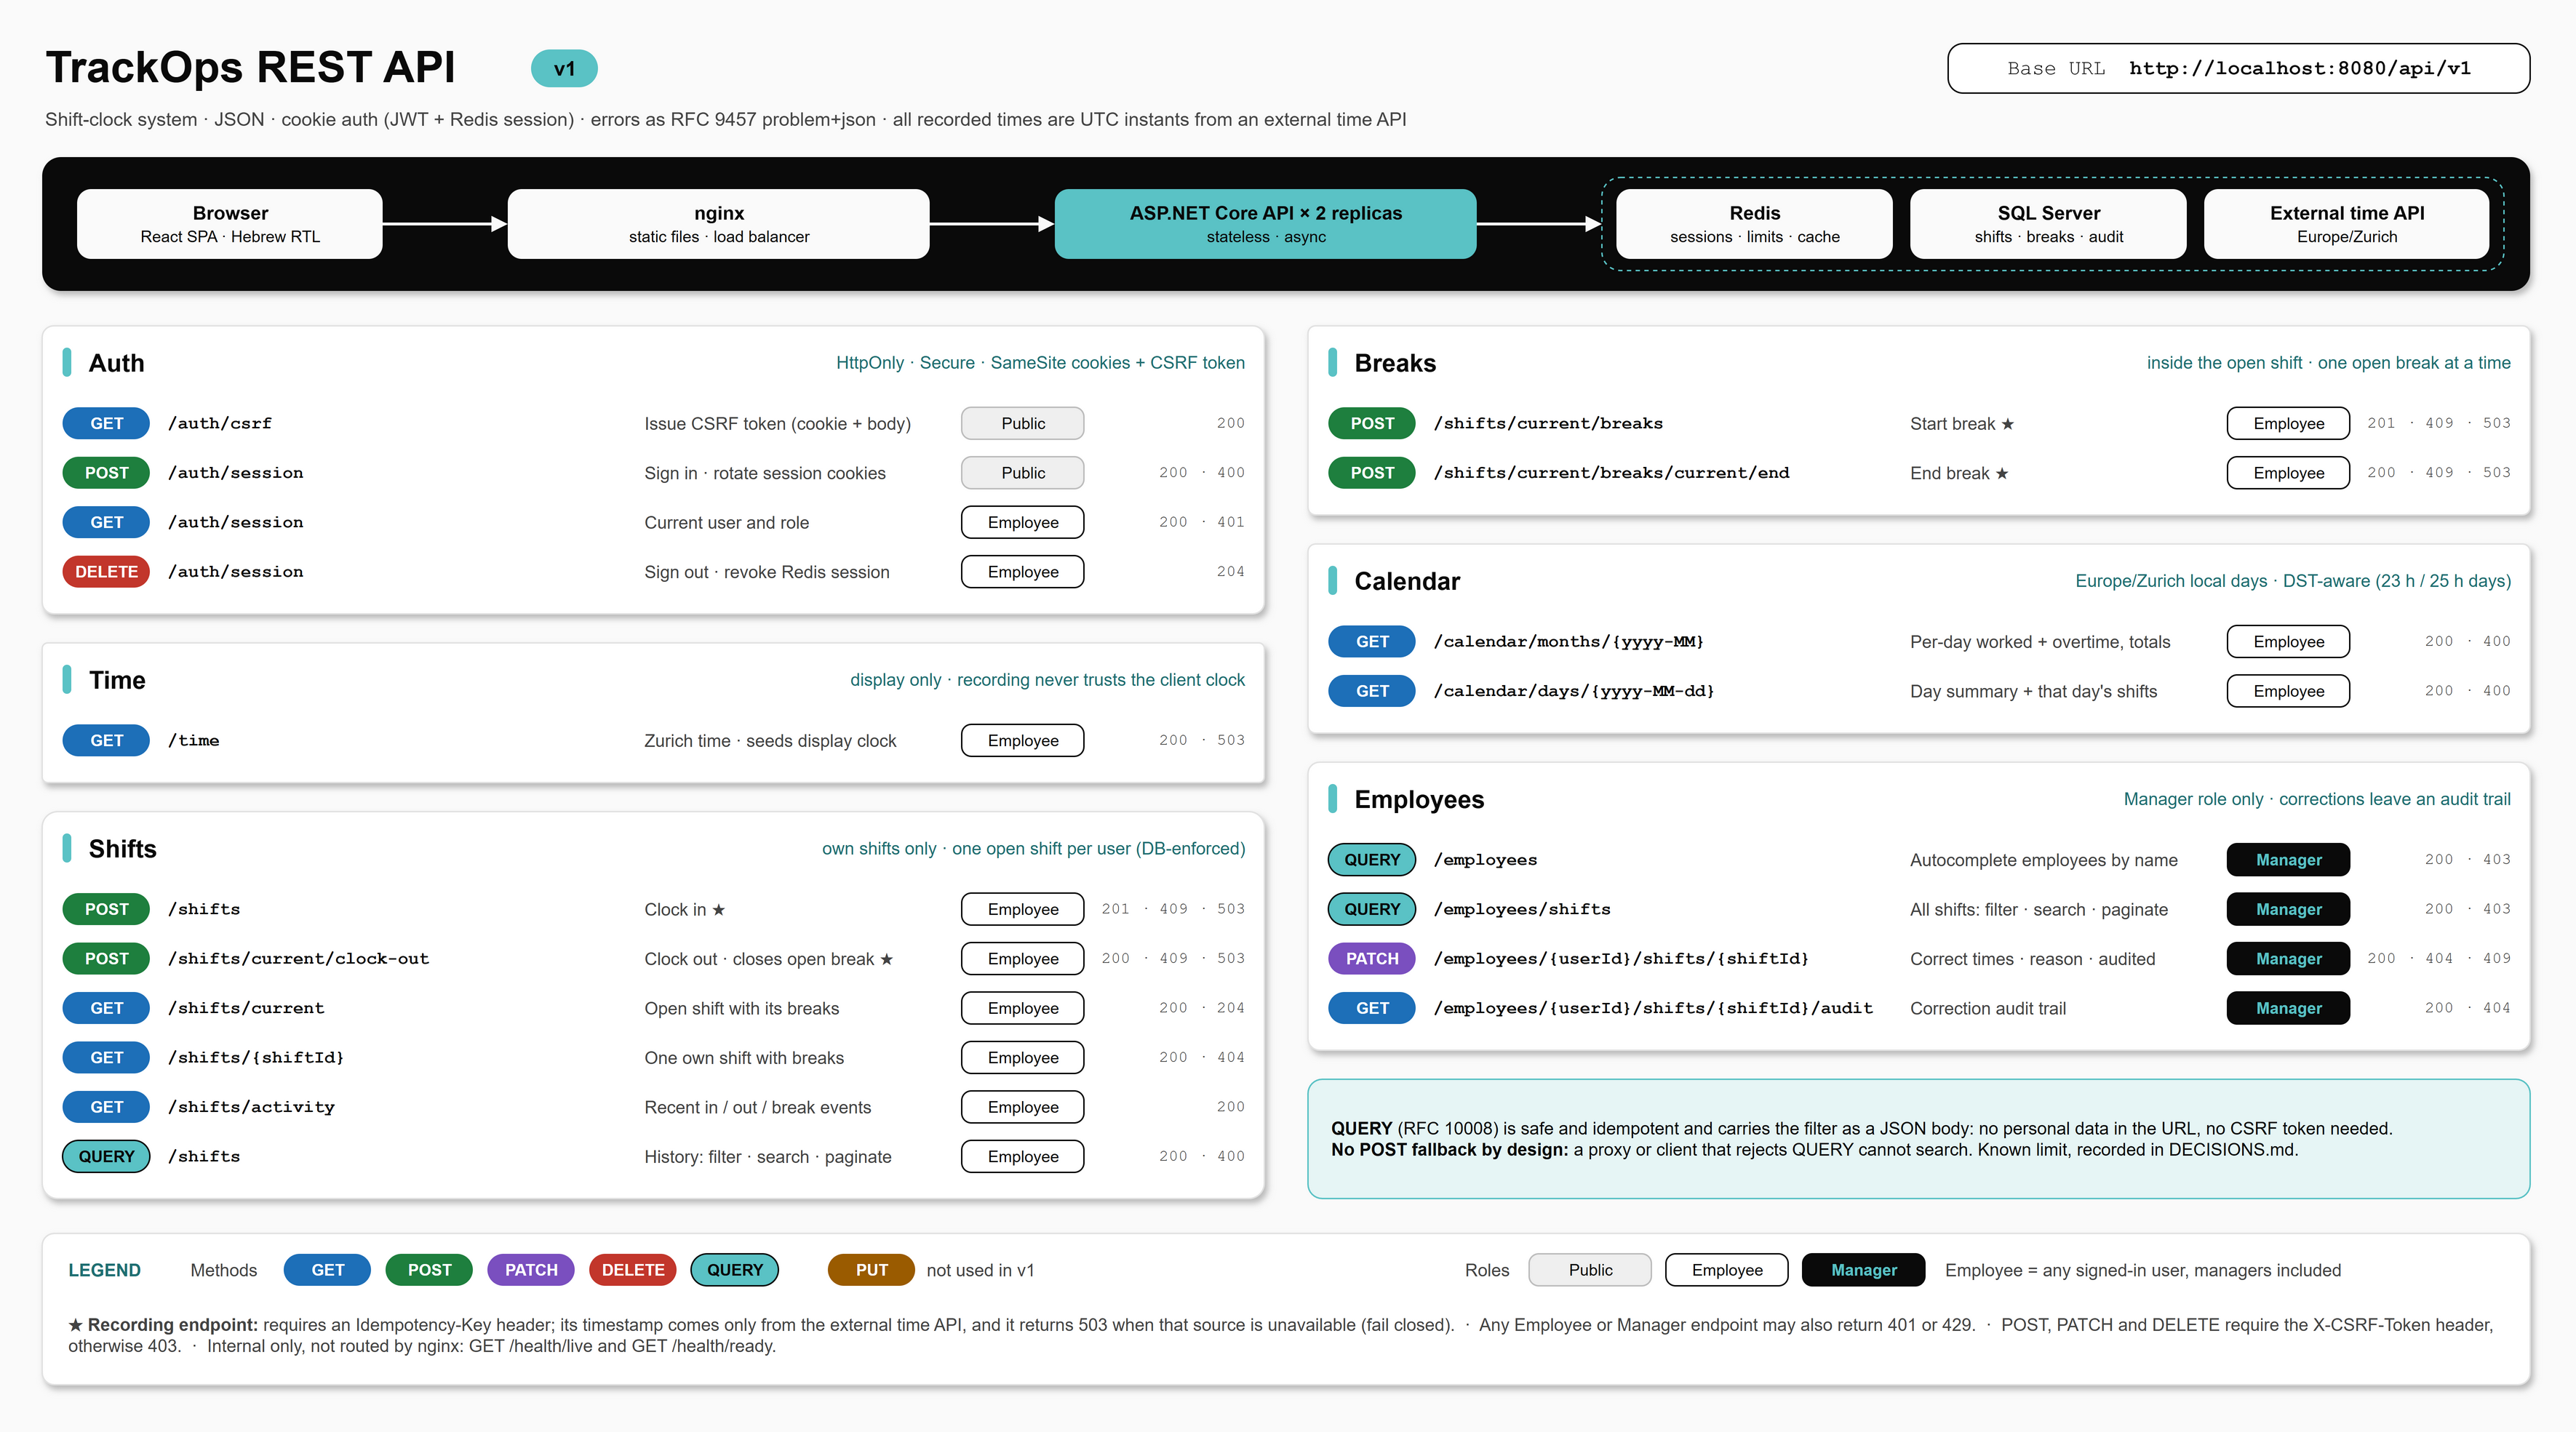 TrackOps REST API v1
Base URL http://localhost:8080/api/v1
Shift-clock system · JSON · cookie auth (JWT + Redis session) · errors as RFC 9457 problem+json · all recorded times are UTC instants from an external time API
Browser
React SPA · Hebrew RTL
nginx
static files · load balancer
ASP.NET Core API × 2 replicas
stateless · async
Redis
sessions · limits · cache
SQL Server
shifts · breaks · audit
External time API
Europe/Zurich
Auth HttpOnly · Secure · SameSite cookies + CSRF token
GET /auth/csrf Issue CSRF token (cookie + body) Public 200
POST /auth/session Sign in · rotate session cookies Public 200 · 400
GET /auth/session Current user and role Employee 200 · 401
DELETE /auth/session Sign out · revoke Redis session Employee 204
Time display only · recording never trusts the client clock
GET /time Zurich time · seeds display clock Employee 200 · 503
Shifts own shifts only · one open shift per user (DB-enforced)
POST /shifts Clock in ★ Employee 201 · 409 · 503
POST /shifts/current/clock-out Clock out · closes open break ★ Employee 200 · 409 · 503
GET /shifts/current Open shift with its breaks Employee 200 · 204
GET /shifts/{shiftId} One own shift with breaks Employee 200 · 404
GET /shifts/activity Recent in / out / break events Employee 200
QUERY /shifts History: filter · search · paginate Employee 200 · 400
Breaks inside the open shift · one open break at a time
POST /shifts/current/breaks Start break ★ Employee 201 · 409 · 503
POST /shifts/current/breaks/current/end End break ★ Employee 200 · 409 · 503
Calendar Europe/Zurich local days · DST-aware (23 h / 25 h days)
GET /calendar/months/{yyyy-MM} Per-day worked + overtime, totals Employee 200 · 400
GET /calendar/days/{yyyy-MM-dd} Day summary + that day's shifts Employee 200 · 400
Employees Manager role only · corrections leave an audit trail
QUERY /employees Autocomplete employees by name Manager 200 · 403
QUERY /employees/shifts All shifts: filter · search · paginate Manager 200 · 403
PATCH /employees/{userId}/shifts/{shiftId} Correct times · reason · audited Manager 200 · 404 · 409
GET /employees/{userId}/shifts/{shiftId}/audit Correction audit trail Manager 200 · 404
QUERY (RFC 10008) is safe and idempotent and carries the filter as a JSON body: no personal data in the URL, no CSRF token needed.
No POST fallback by design: a proxy or client that rejects QUERY cannot search. Known limit, recorded in DECISIONS.md.
LEGEND Methods GET POST PATCH DELETE QUERY PUT not used in v1 Roles Public Employee Manager Employee = any signed-in user, managers included
★ Recording endpoint: requires an Idempotency-Key header; its timestamp comes only from the external time API, and it returns 503 when that source is unavailable (fail closed). · Any Employee or Manager endpoint may also return 401 or 429. · POST, PATCH and DELETE require the X-CSRF-Token header,
otherwise 403. · Internal only, not routed by nginx: GET /health/live and GET /health/ready.